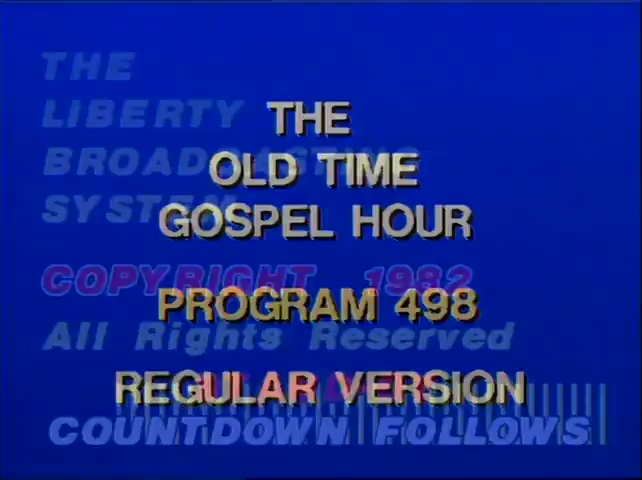 THE
LIBERTY
BROADCASTING
SYSTEM
THE
OLD TIME
GOSPEL HOUR
COPYRIGHT 1982
PROGRAM 498
All Rights Reserved
REGULAR VERSION
COUNTDOWN FOLLOWS